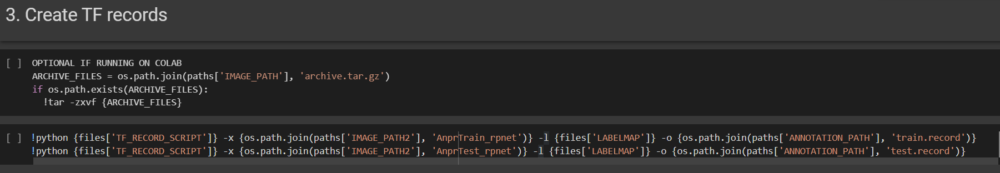 3. Create TF records
[ ] OPTIONAL IF RUNNING ON COLAB
ARCHIVE_FILES = os.path.join(paths['IMAGE_PATH'], 'archive.tar.gz')
if os.path.exists(ARCHIVE_FILES):
  !tar -zxvf {ARCHIVE_FILES}
[ ] !python {files['TF_RECORD_SCRIPT']} -x {os.path.join(paths['IMAGE_PATH2'], 'AnprTrain_rpnet')} -l {files['LABELMAP']} -o {os.path.join(paths['ANNOTATION_PATH'], 'train.record')}
!python {files['TF_RECORD_SCRIPT']} -x {os.path.join(paths['IMAGE_PATH2'], 'AnprTest_rpnet')} -l {files['LABELMAP']} -o {os.path.join(paths['ANNOTATION_PATH'], 'test.record')}